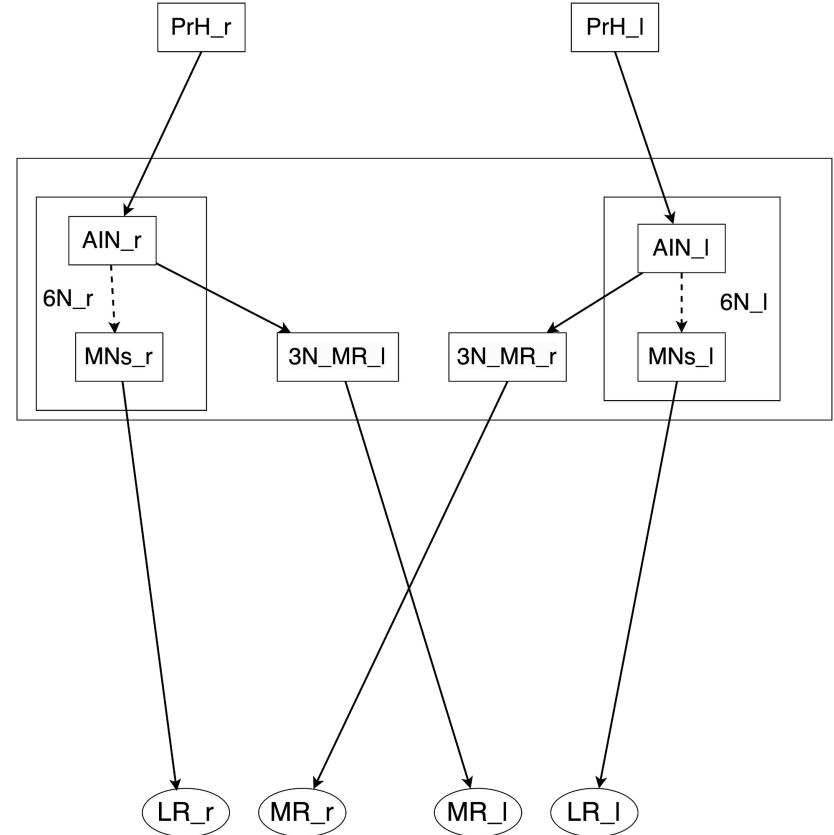 PrH_r
PrH_l
AIN_r
AIN_l
6N_r
6N_l
MNs_r
3N_MR_l
3N_MR_r
MNs_l
LR_r
MR_r
MR_l
LR_l